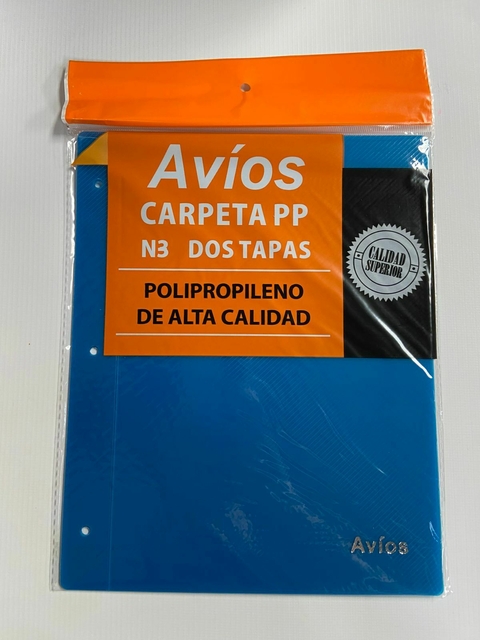 Avíos
CARPETA PP
N3 DOS TAPAS
POLIPROPILENO
DE ALTA CALIDAD
CALIDAD
SUPERIOR
Avíos